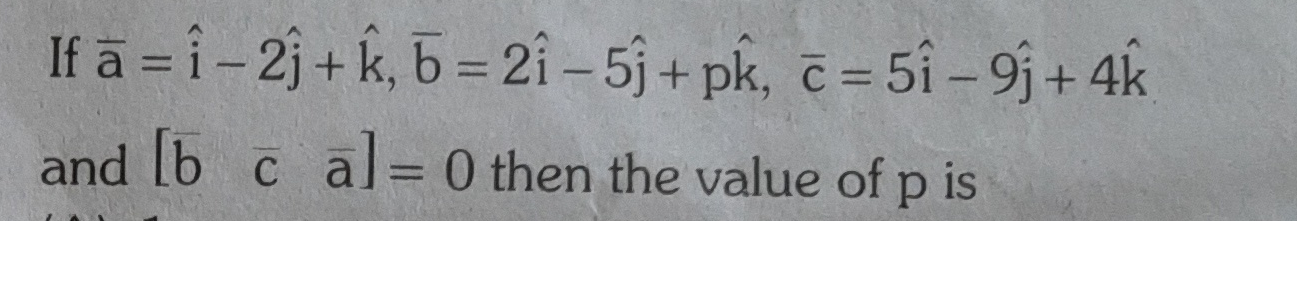 If a̅ = î – 2ĵ + k̂, b̅ = 2î – 5ĵ + pk̂, c̅ = 5î – 9ĵ + 4k̂
and [b̅ c̅ a̅] = 0 then the value of p is